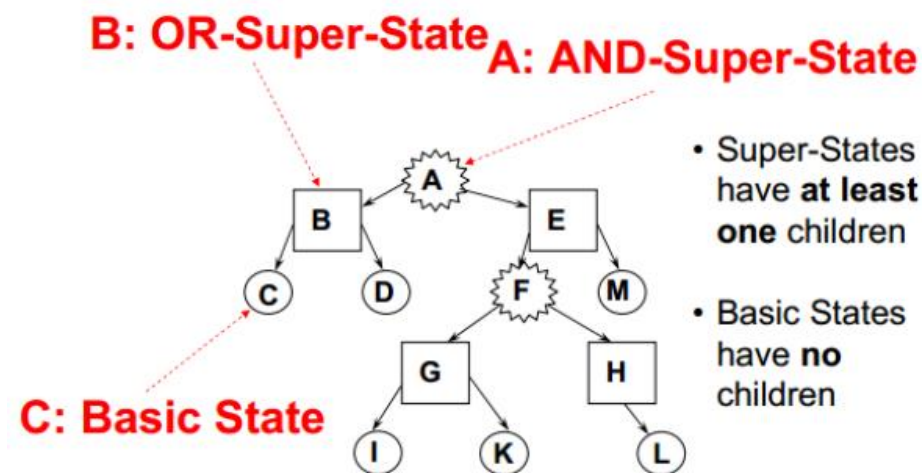 B: OR-Super-State
A: AND-Super-State
• Super-States
have at least
one children
A
B
E
C
D
F
M
• Basic States
have no
children
G
H
C: Basic State
I
K
L